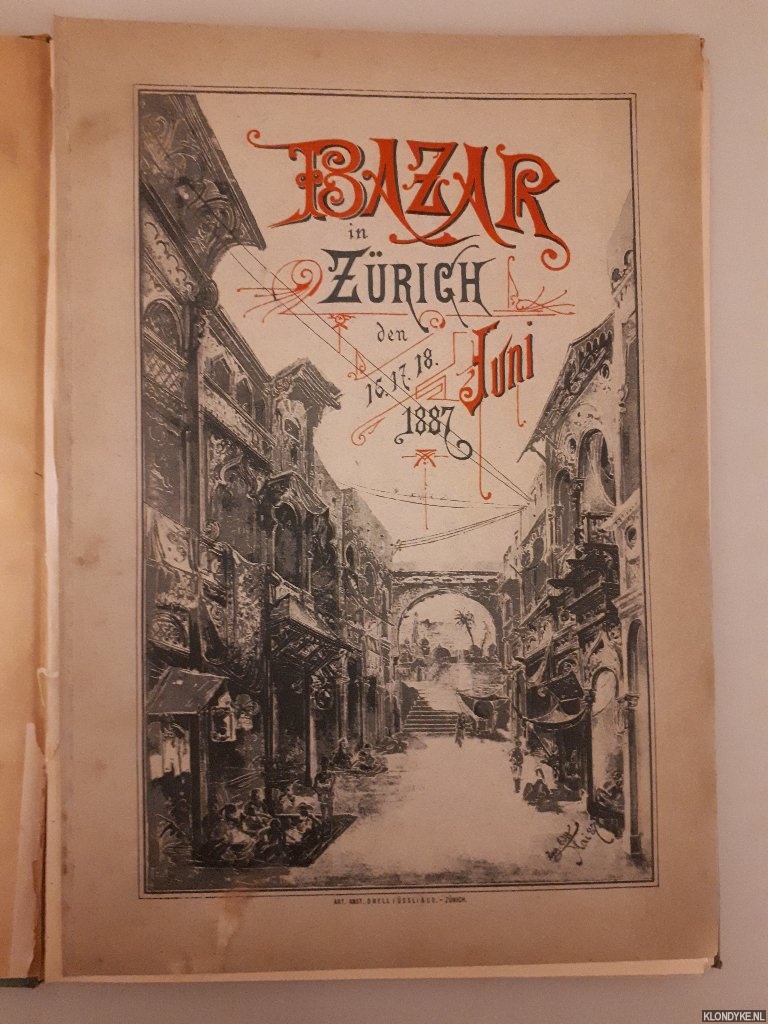 BAZAR
in
ZÜRICH
den
16. 17. 18. Juni
1887
ART. ANST. ORELL FÜSSLI & CO. – ZÜRICH.
KLONDYKE.NL